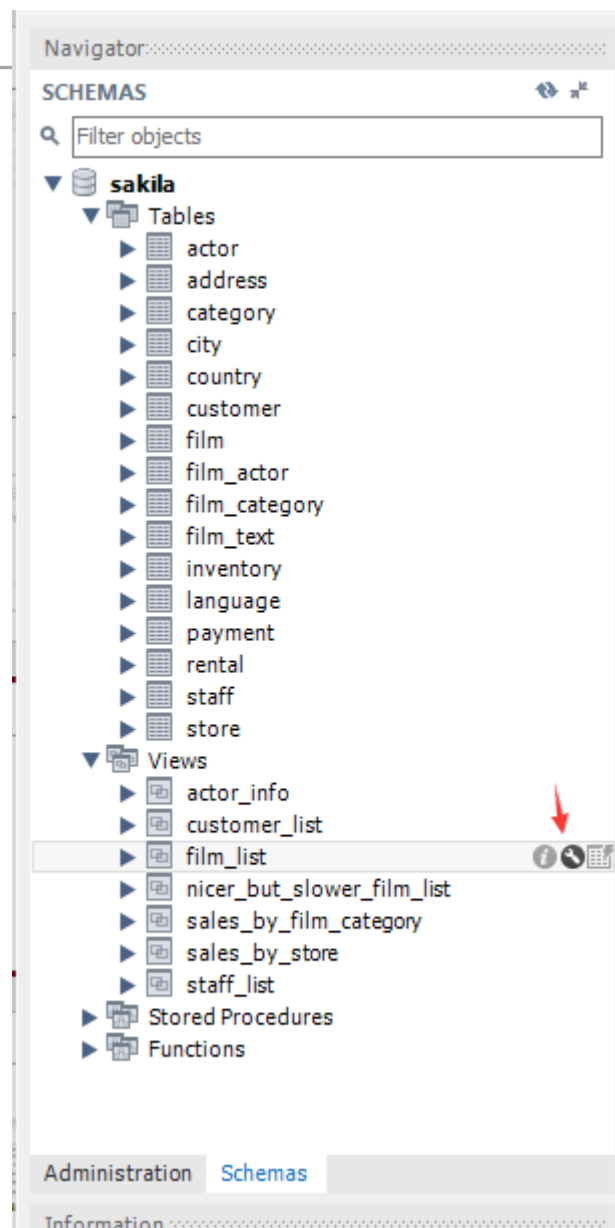 Navigator
SCHEMAS
Filter objects
sakila
Tables
actor
address
category
city
country
customer
film
film_actor
film_category
film_text
inventory
language
payment
rental
staff
store
Views
actor_info
customer_list
film_list
nicer_but_slower_film_list
sales_by_film_category
sales_by_store
staff_list
Stored Procedures
Functions
Administration Schemas
Information